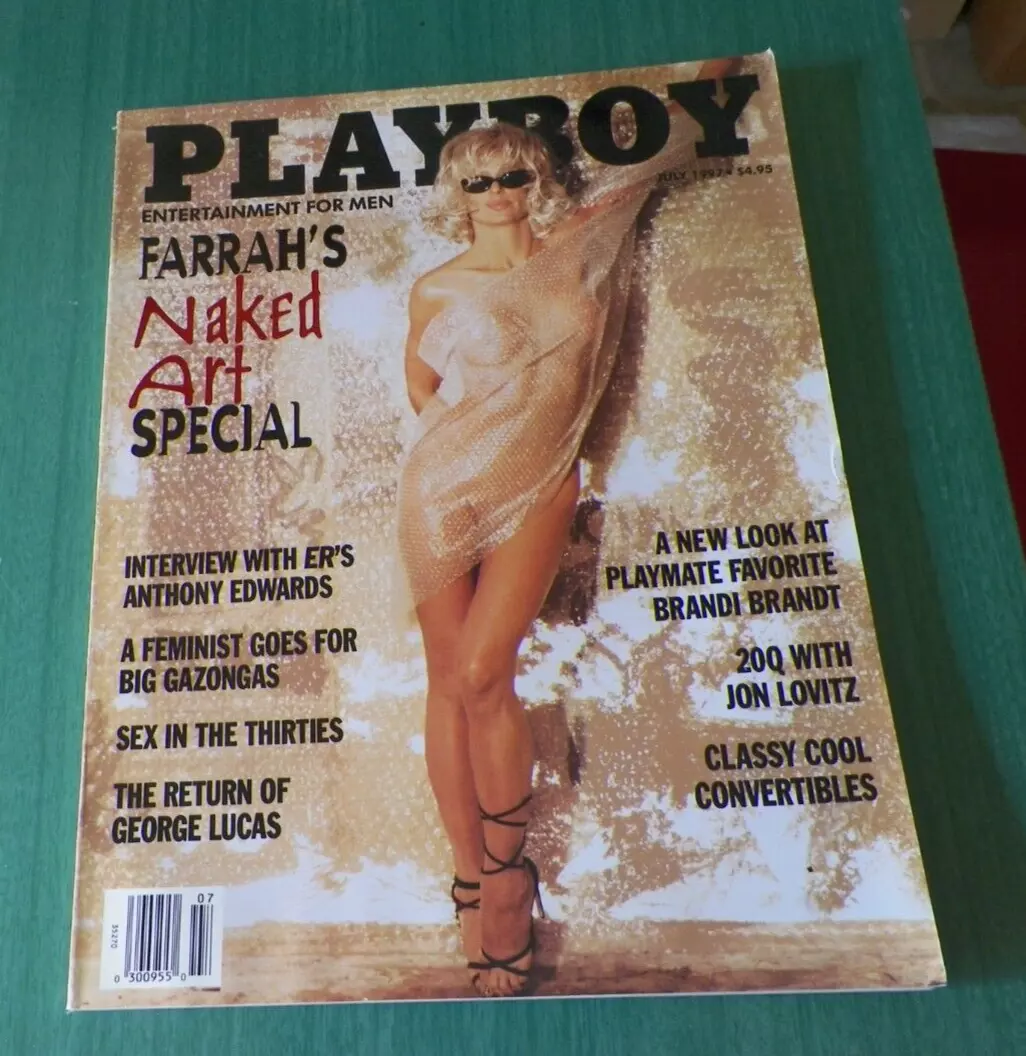 PLAYBOY
JULY 1997 • $4.95
ENTERTAINMENT FOR MEN
FARRAH'S
Naked
Art
SPECIAL
INTERVIEW WITH ER'S
ANTHONY EDWARDS
A FEMINIST GOES FOR
BIG GAZONGAS
SEX IN THE THIRTIES
THE RETURN OF
GEORGE LUCAS
A NEW LOOK AT
PLAYMATE FAVORITE
BRANDI BRANDT
20Q WITH
JON LOVITZ
CLASSY COOL
CONVERTIBLES
07
35270
0 300955 0